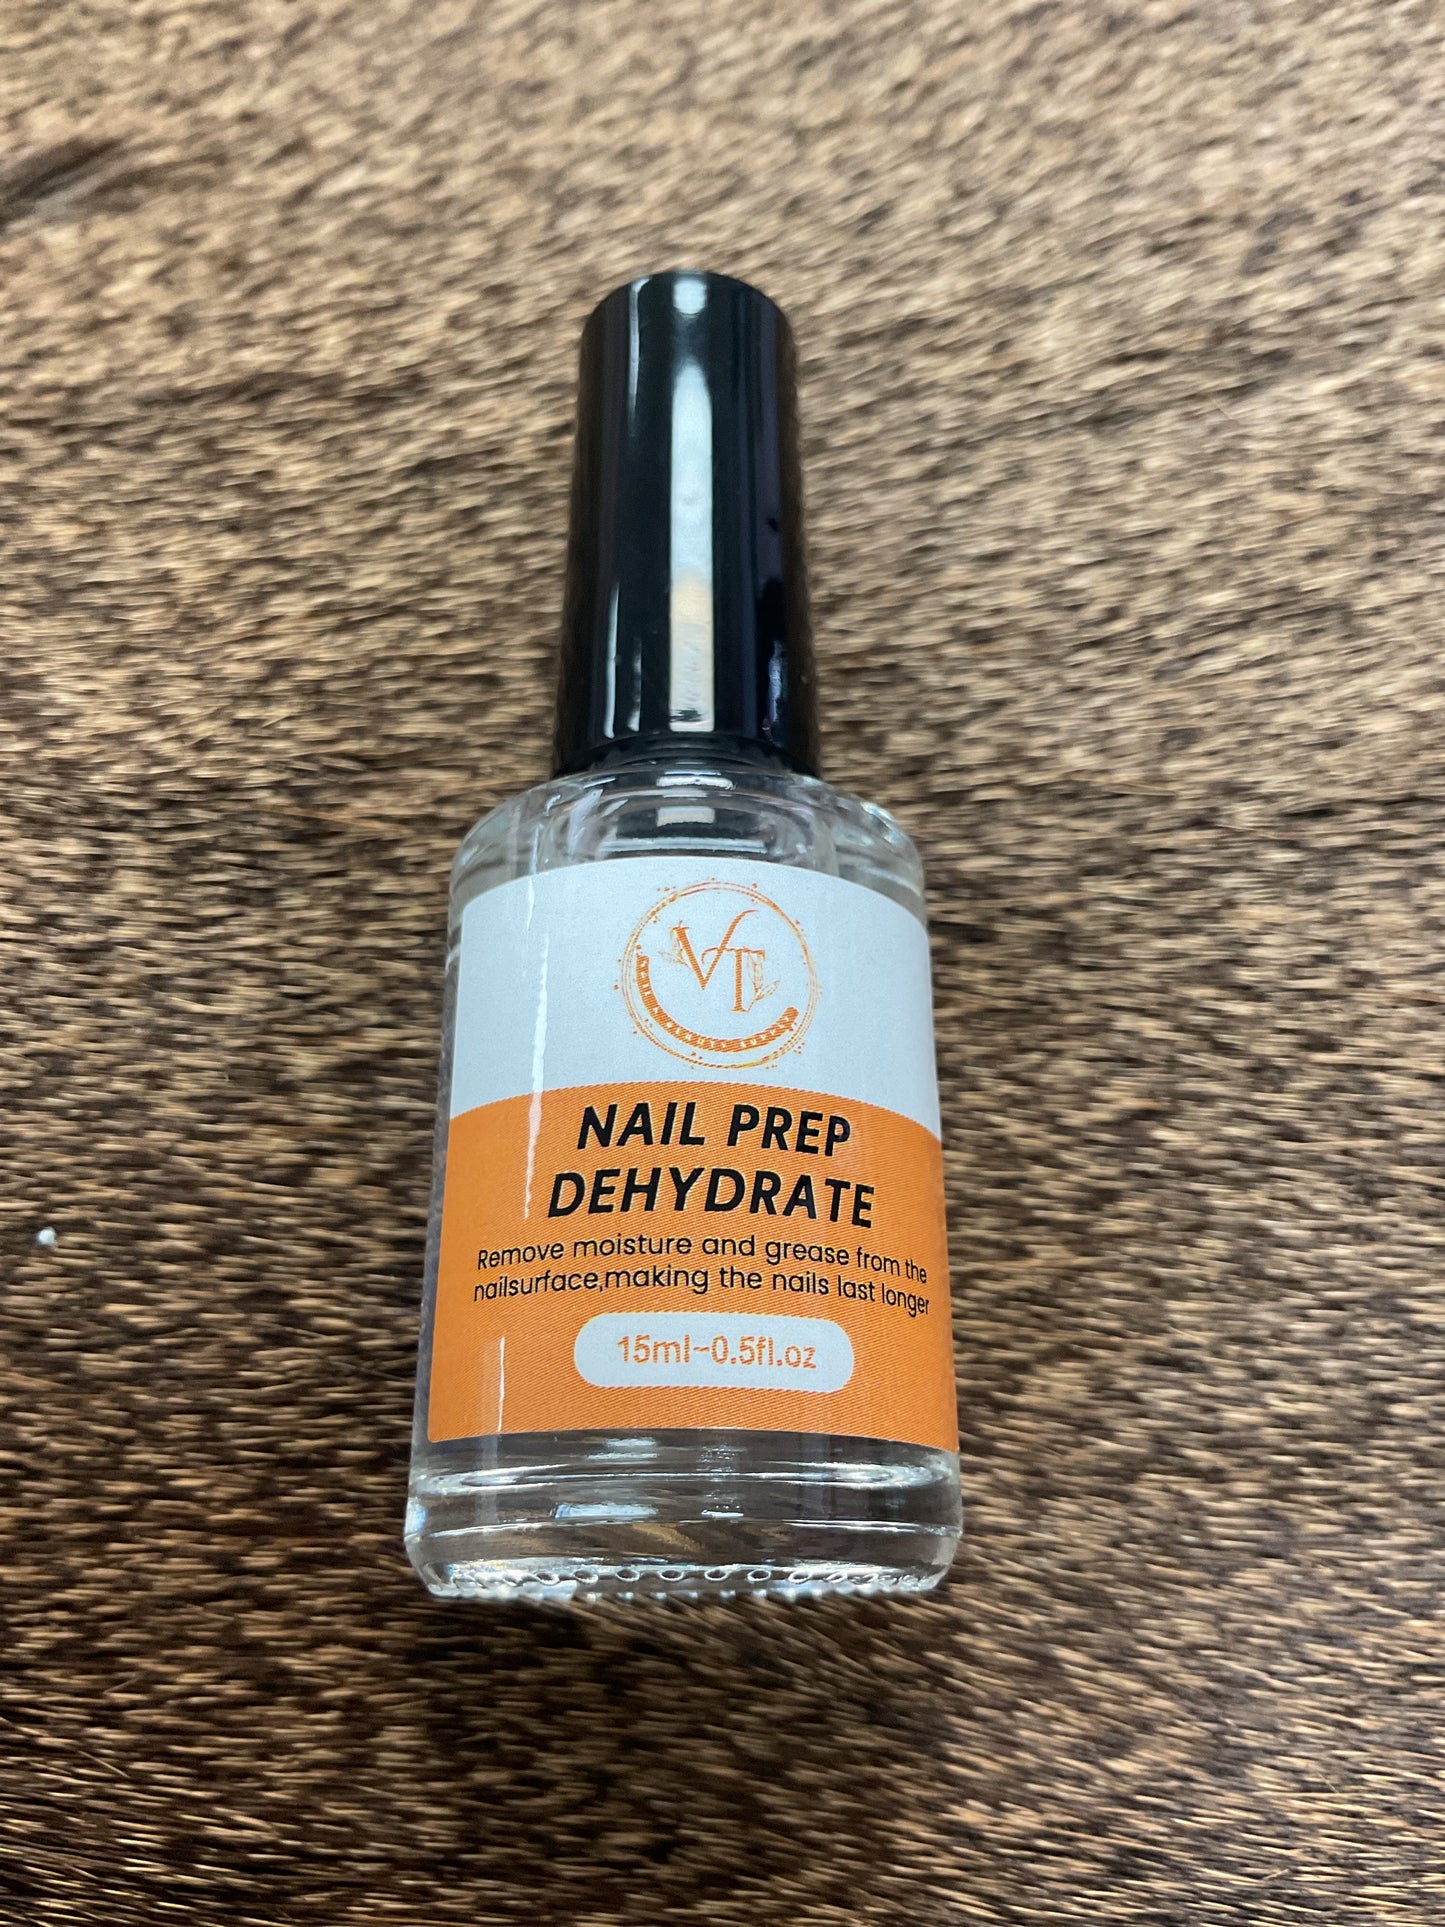 VT
NAIL PREP
DEHYDRATE
Remove moisture and grease from the
nailsurface,making the nails last longer
15ml~0.5fl.oz